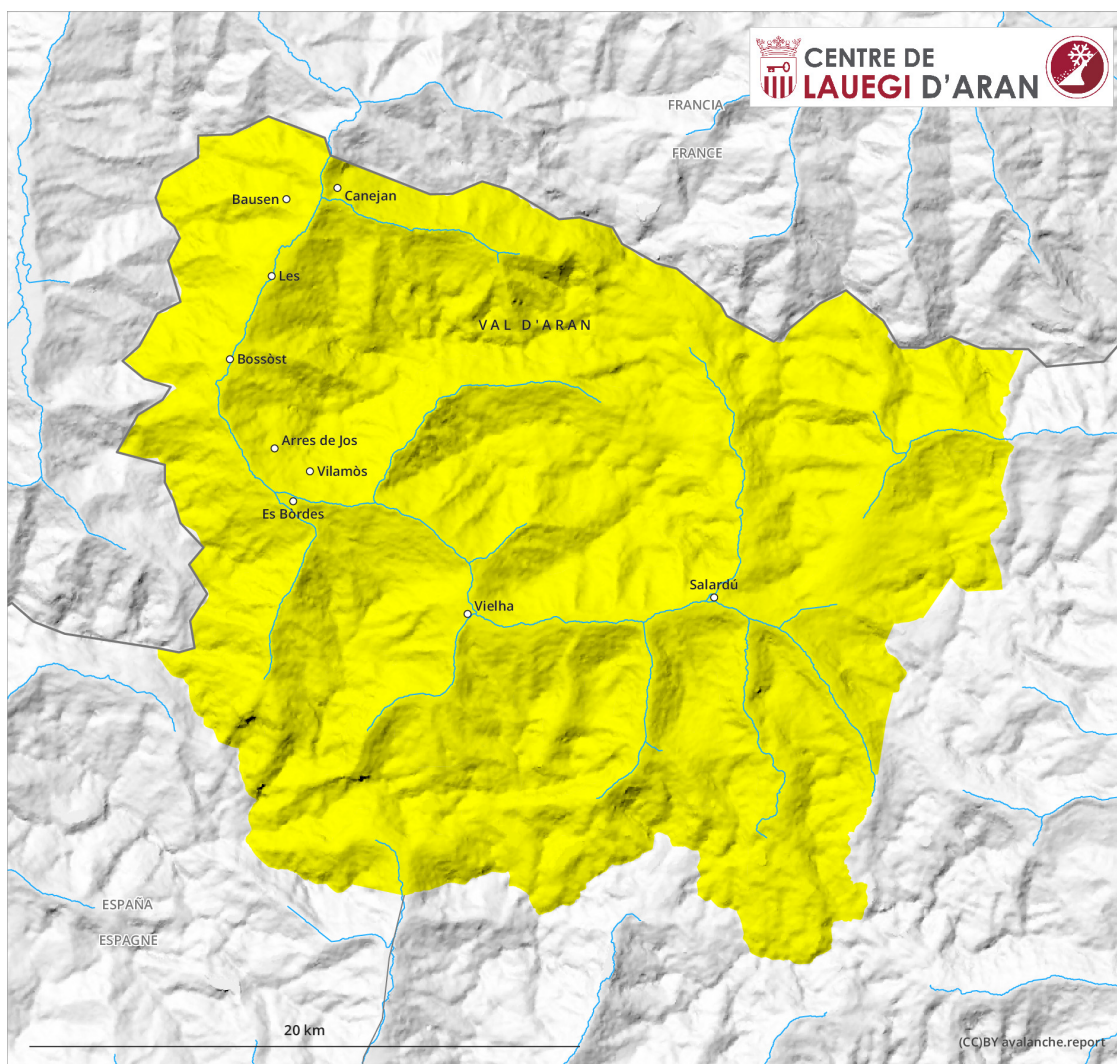 CENTRE DE
LAUEGI D'ARAN
FRANCIA
FRANCE
Canejan
Bausen
Les
VAL D'ARAN
Bossòst
Arres de Jos
Vilamòs
Es Bòrdes
Salardú
Vielha
ESPAÑA
ESPAGNE
20 km
(CC)BY avalanche.report